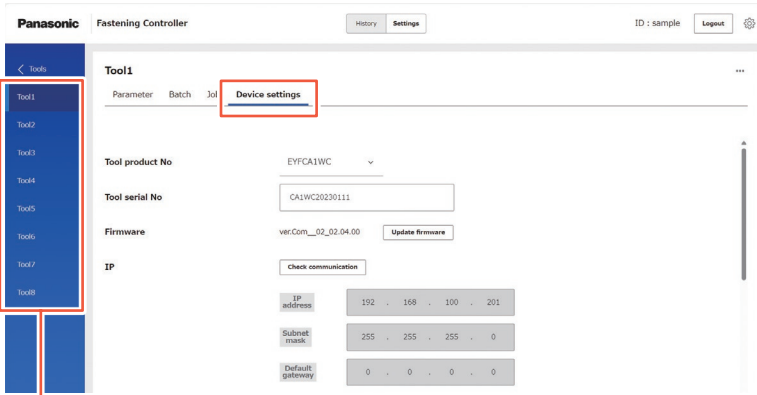 Panasonic Fastening Controller History Settings ID : sample Logout
Tools
Tool1
Tool2
Tool3
Tool4
Tool5
Tool6
Tool7
Tool8
Tool1
Parameter Batch Device settings
Tool product No EYFCA1WC
Tool serial No CA1WC20230111
Firmware ver.Com__02_02.04.00 Update firmware
IP Check communication
IP address 192 . 168 . 100 . 201
Subnet mask 255 . 255 . 255 . 0
Default gateway 0 . 0 . 0 . 0